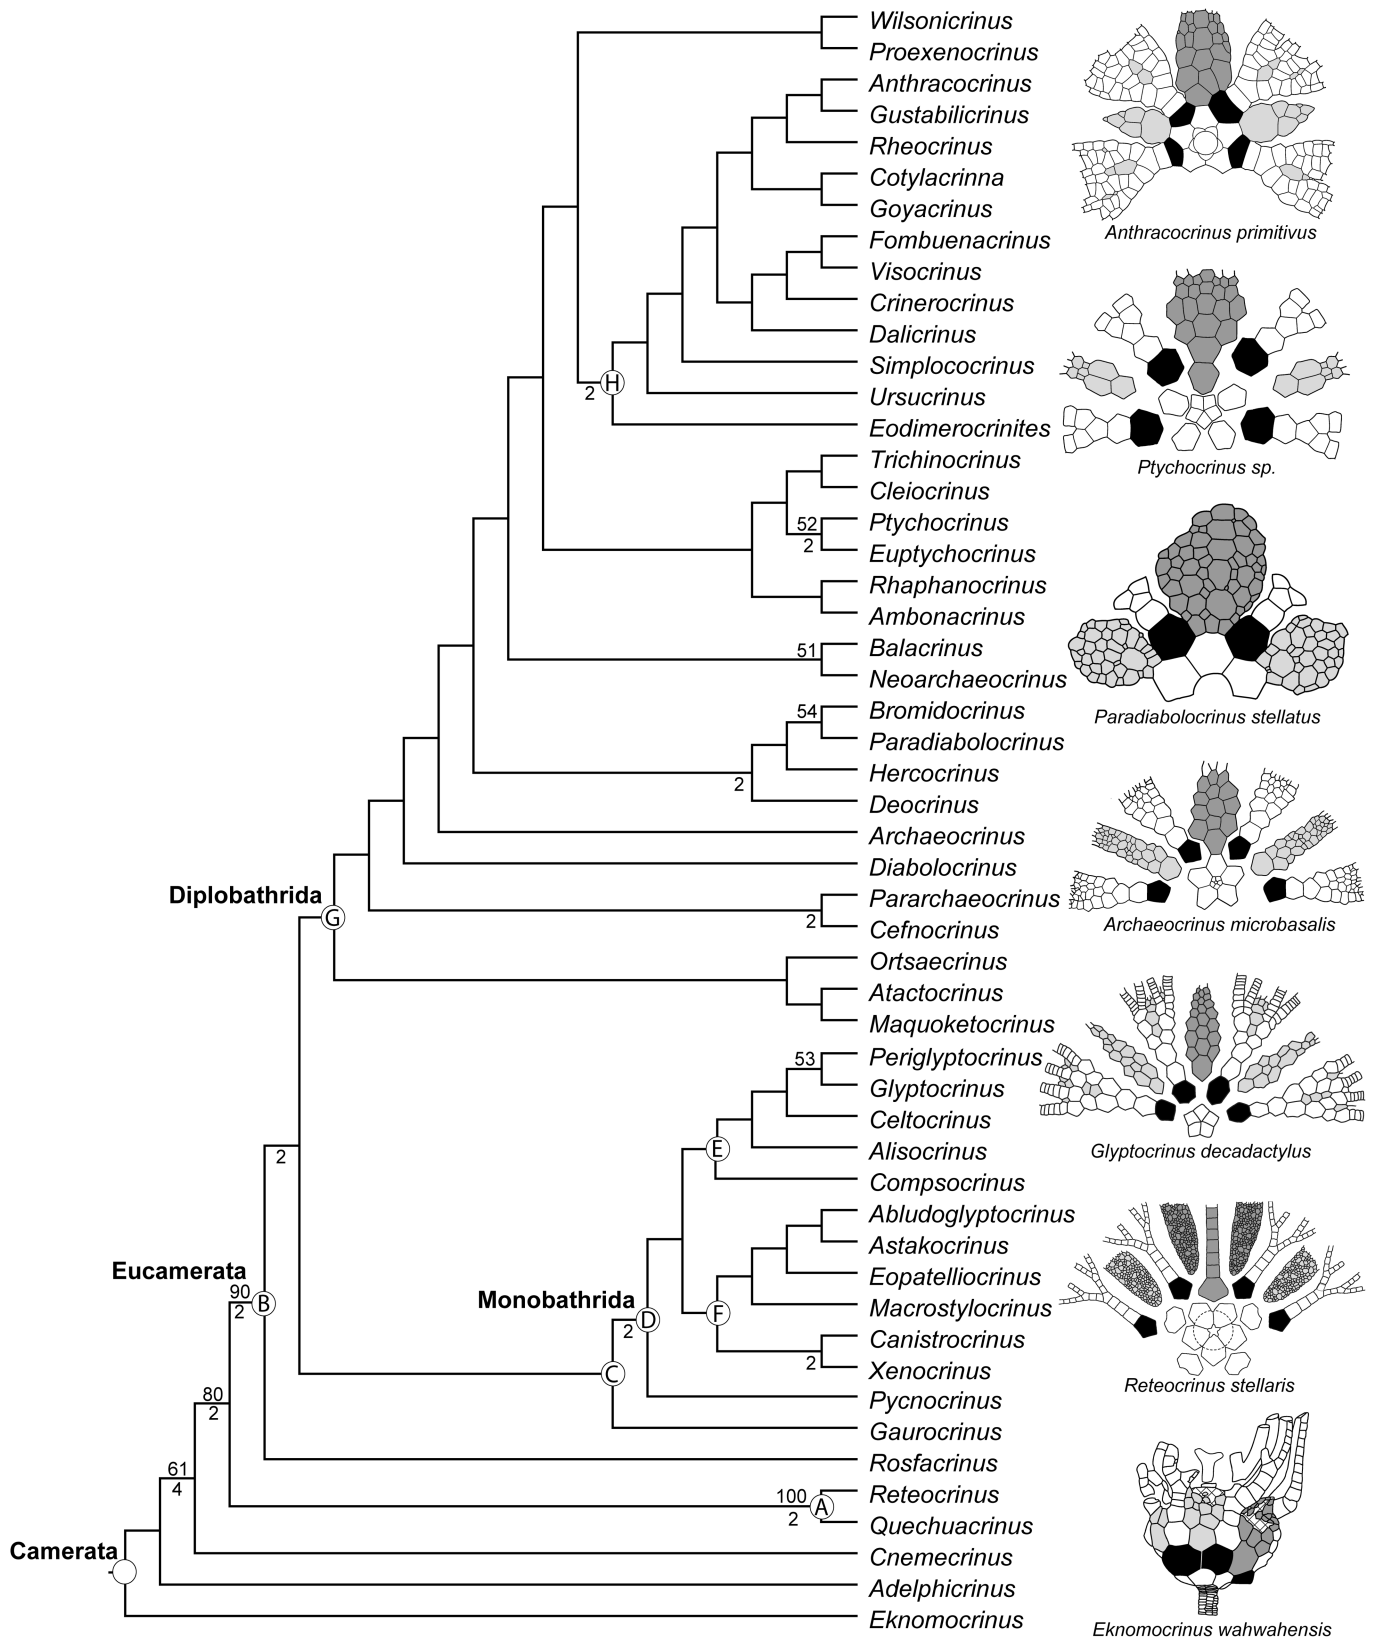 Wilsonicrinus
Proexenocrinus
Anthracocrinus
Gustabilicrinus
Rheocrinus
Cotylacrinna
Goyacrinus
Anthracocrinus primitivus
Fombuenacrinus
Visocrinus
Crinerocrinus
Dalicrinus
Simplococrinus
H
2
Ursucrinus
Eodimerocrinites
Trichinocrinus
Ptychocrinus sp.
Cleiocrinus
52
Ptychocrinus
2
Euptychocrinus
Rhaphanocrinus
Ambonacrinus
51
Balacrinus
Neoarchaeocrinus
54
Bromidocrinus
Paradiabolocrinus stellatus
Paradiabolocrinus
Hercocrinus
2
Deocrinus
Archaeocrinus
Diabolocrinus
Diplobathrida
Pararchaeocrinus
G
2
Cefnocrinus
Archaeocrinus microbasalis
Ortsaecrinus
Atactocrinus
Maquoketocrinus
53
Periglyptocrinus
Glyptocrinus
Celtocrinus
E
Alisocrinus
Glyptocrinus decadactylus
2
Compsocrinus
Abludoglyptocrinus
Astakocrinus
Eucamerata
Eopatelliocrinus
90
B
2
Monobathrida
D
2
F
Macrostylocrinus
Canistrocrinus
2
Xenocrinus
C
Reteocrinus stellaris
80
2
Pycnocrinus
Gaurocrinus
Rosfacrinus
61
4
100
A
2
Reteocrinus
Quechuacrinus
Camerata
Cnemecrinus
Adelphicrinus
Eknomocrinus
Eknomocrinus wahwahensis